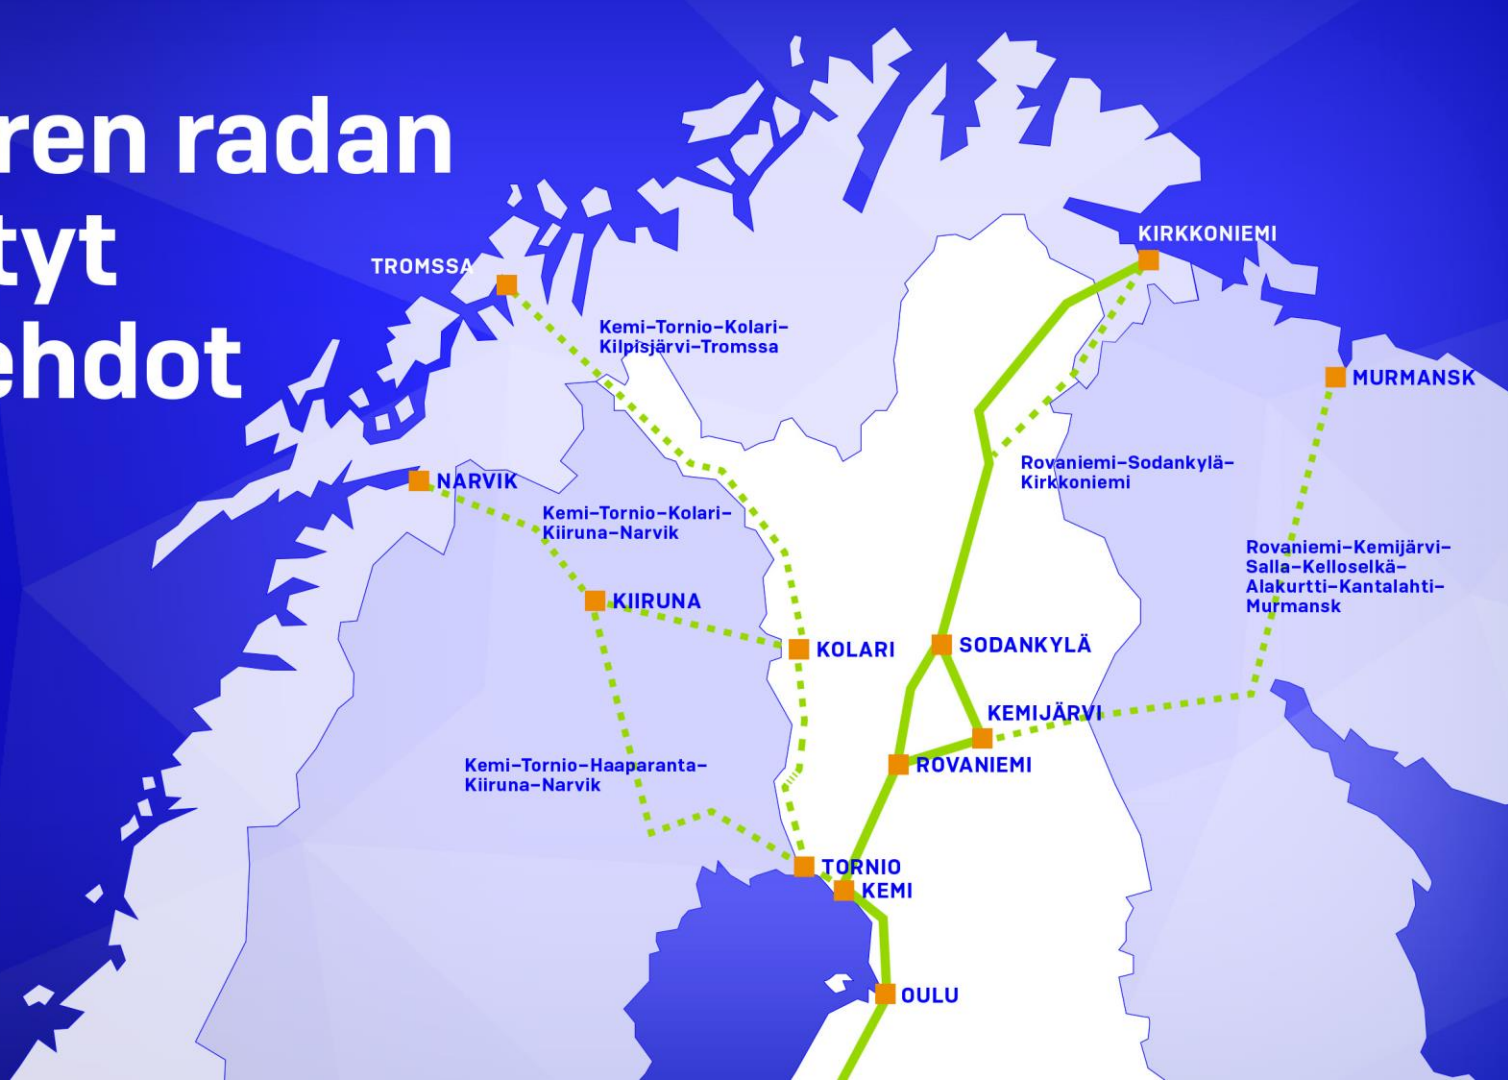 ren radan
tyt
ehdot
KIRKKONIEMI
TROMSSA
Kemi–Tornio–Kolari–
Kilpisjärvi–Tromssa
MURMANSK
NARVIK
Rovaniemi–Sodankylä–
Kirkkoniemi
Kemi–Tornio–Kolari–
Kiiruna–Narvik
Rovaniemi–Kemijärvi–
Salla–Kelloselkä–
Alakurtti–Kantalahti–
Murmansk
KIIRUNA
KOLARI
SODANKYLÄ
KEMIJÄRVI
ROVANIEMI
Kemi–Tornio–Haaparanta–
Kiiruna–Narvik
TORNIO
KEMI
OULU